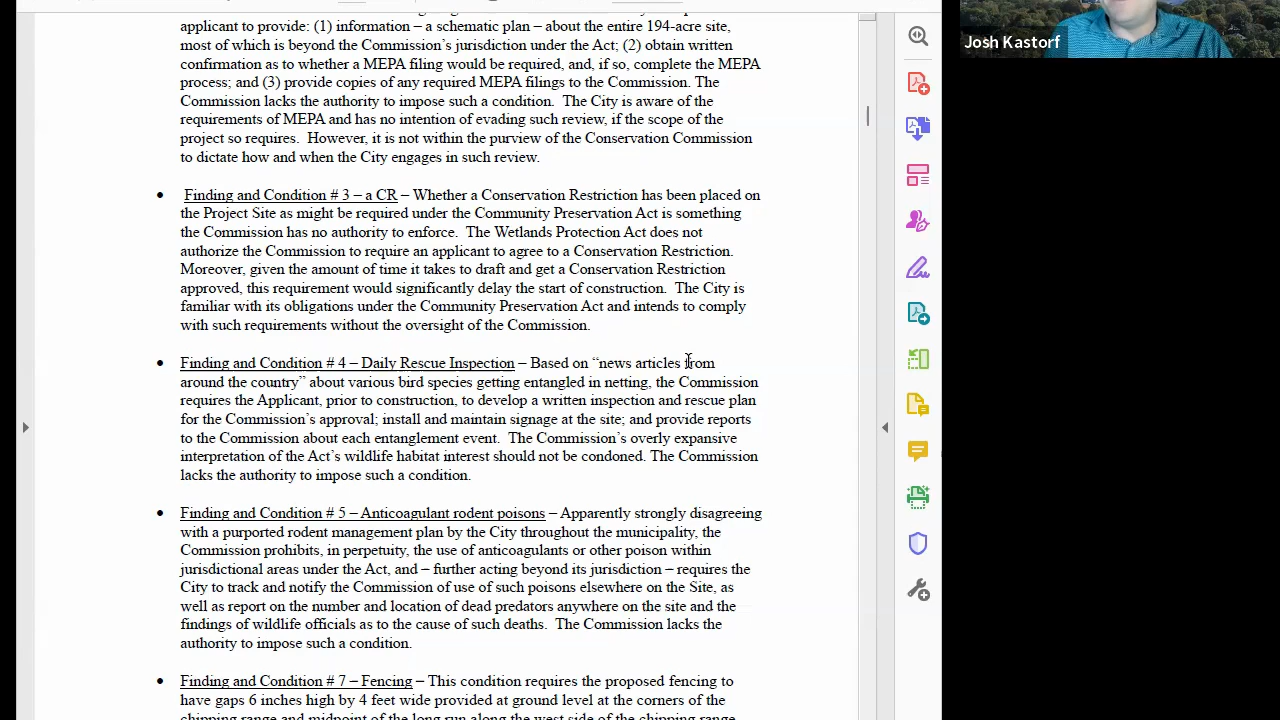 applicant to provide: (1) information – a schematic plan – about the entire 194-acre site,
most of which is beyond the Commission's jurisdiction under the Act; (2) obtain written
confirmation as to whether a MEPA filing would be required, and, if so, complete the MEPA
process; and (3) provide copies of any required MEPA filings to the Commission. The
Commission lacks the authority to impose such a condition.  The City is aware of the
requirements of MEPA and has no intention of evading such review, if the scope of the
project so requires.  However, it is not within the purview of the Conservation Commission
to dictate how and when the City engages in such review.
• Finding and Condition # 3 – a CR – Whether a Conservation Restriction has been placed on
the Project Site as might be required under the Community Preservation Act is something
the Commission has no authority to enforce.  The Wetlands Protection Act does not
authorize the Commission to require an applicant to agree to a Conservation Restriction.
Moreover, given the amount of time it takes to draft and get a Conservation Restriction
approved, this requirement would significantly delay the start of construction.  The City is
familiar with its obligations under the Community Preservation Act and intends to comply
with such requirements without the oversight of the Commission.
• Finding and Condition # 4 – Daily Rescue Inspection – Based on “news articles from
around the country” about various bird species getting entangled in netting, the Commission
requires the Applicant, prior to construction, to develop a written inspection and rescue plan
for the Commission's approval; install and maintain signage at the site; and provide reports
to the Commission about each entanglement event.  The Commission's overly expansive
interpretation of the Act's wildlife habitat interest should not be condoned. The Commission
lacks the authority to impose such a condition.
• Finding and Condition # 5 – Anticoagulant rodent poisons – Apparently strongly disagreeing
with a purported rodent management plan by the City throughout the municipality, the
Commission prohibits, in perpetuity, the use of anticoagulants or other poison within
jurisdictional areas under the Act, and – further acting beyond its jurisdiction – requires the
City to track and notify the Commission of use of such poisons elsewhere on the Site, as
well as report on the number and location of dead predators anywhere on the site and the
findings of wildlife officials as to the cause of such deaths.  The Commission lacks the
authority to impose such a condition.
• Finding and Condition # 7 – Fencing – This condition requires the proposed fencing to
have gaps 6 inches high by 4 feet wide provided at ground level at the corners of the
chipping range and midpoint of the long run along the west side of the chipping range
Josh Kastorf